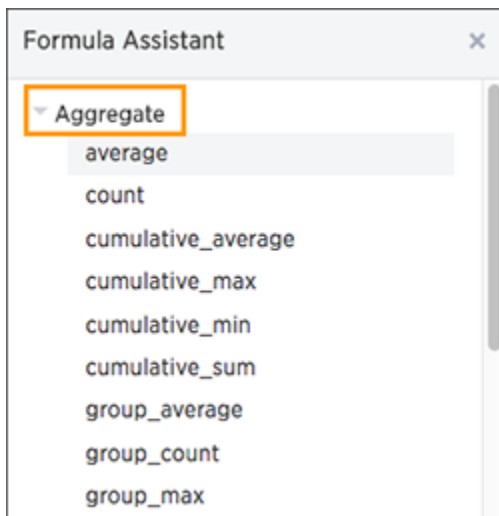 Formula Assistant ×
Aggregate
average
count
cumulative_average
cumulative_max
cumulative_min
cumulative_sum
group_average
group_count
group_max